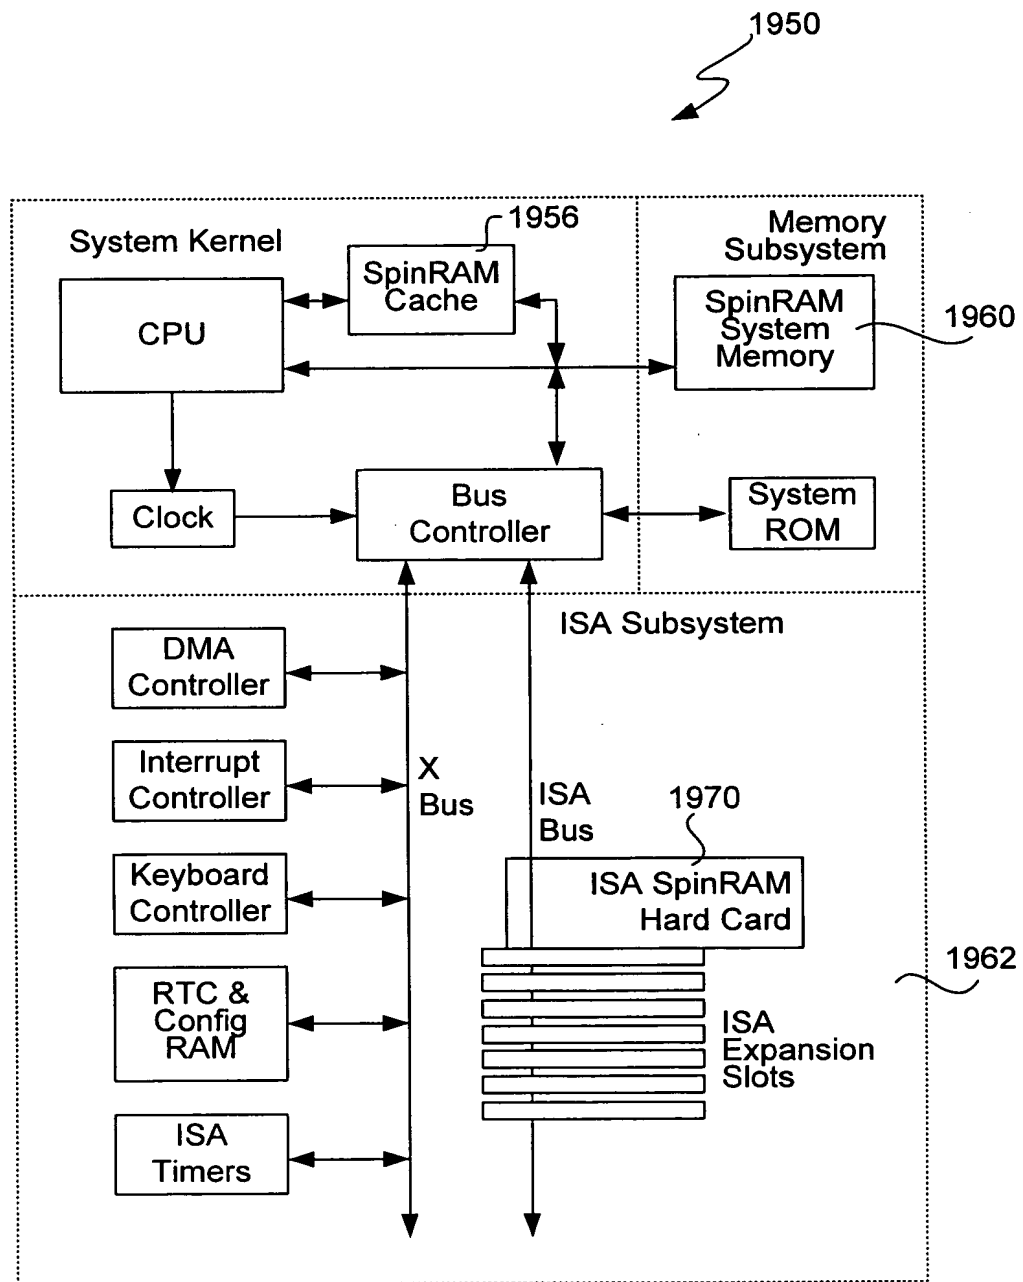 1950
1956
System Kernel
Memory
Subsystem
SpinRAM
Cache
SpinRAM
System
Memory
1960
CPU
Clock
Bus
Controller
System
ROM
ISA Subsystem
DMA
Controller
Interrupt
Controller
X
Bus
ISA
Bus
1970
Keyboard
Controller
ISA SpinRAM
Hard Card
1962
RTC &
Config
RAM
ISA
Expansion
Slots
ISA
Timers